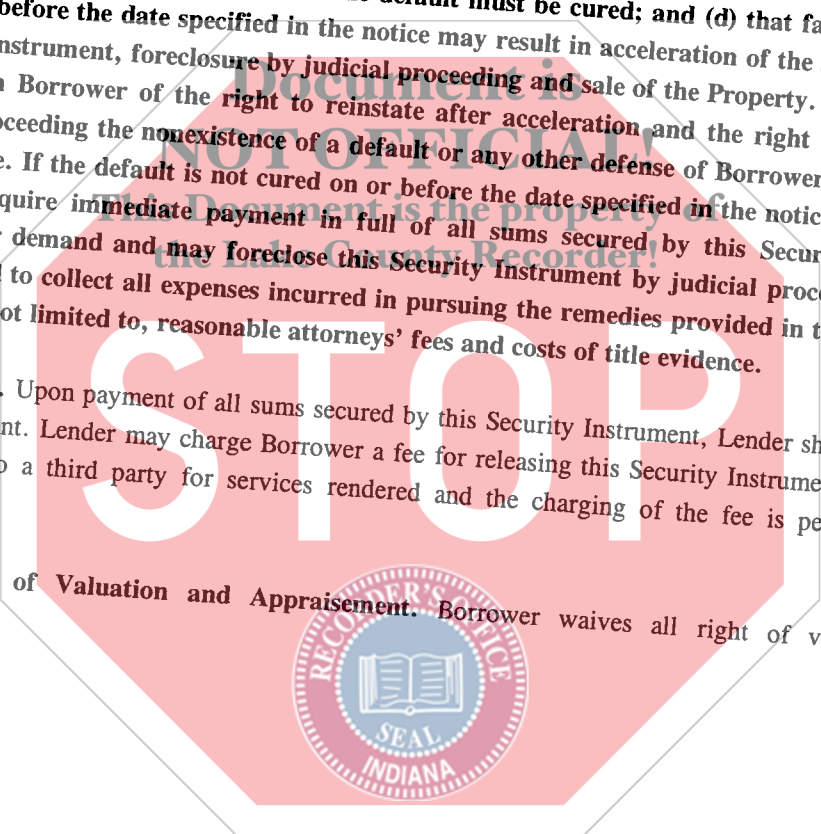 default must be cured; and (d) that fa
before the date specified in the notice may result in acceleration of the
nstrument, foreclosure by judicial proceeding and sale of the Property.
Borrower of the right to reinstate after acceleration and the right
oceeding the nonexistence of a default or any other defense of Borrower
e. If the default is not cured on or before the date specified in the notic
quire immediate payment in full of all sums secured by this Secur
demand and may foreclose this Security Instrument by judicial proc
to collect all expenses incurred in pursuing the remedies provided in t
ot limited to, reasonable attorneys' fees and costs of title evidence.
. Upon payment of all sums secured by this Security Instrument, Lender sh
nt. Lender may charge Borrower a fee for releasing this Security Instrume
o a third party for services rendered and the charging of the fee is pe
of Valuation and Appraisement. Borrower waives all right of v
Document is
NOT OFFICIAL!
This Document is the property of
the Lake County Recorder!
STOP
RECORDER'S OFFICE
SEAL
INDIANA